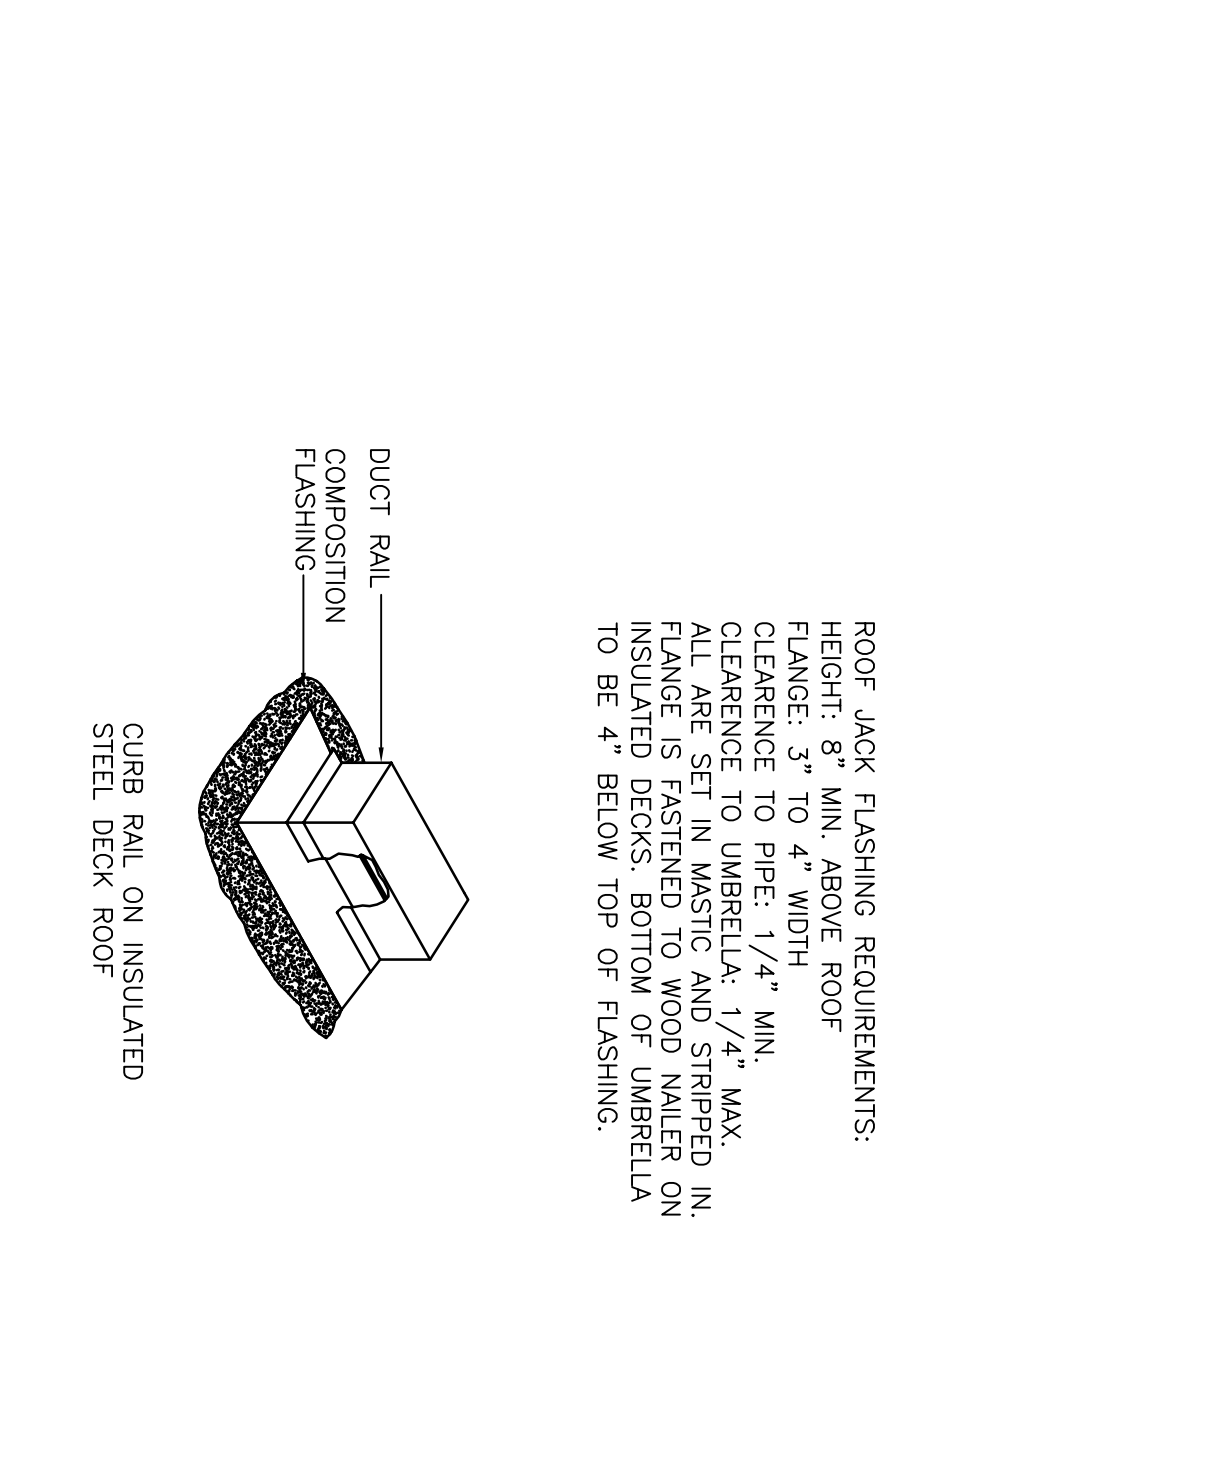 ROOF JACK FLASHING REQUIREMENTS:
HEIGHT: 8" MIN. ABOVE ROOF
FLANGE: 3" TO 4" WIDTH
CLEARENCE TO PIPE: 1/4" MIN.
CLEARENCE TO UMBRELLA: 1/4" MAX.
ALL ARE SET IN MASTIC AND STRIPPED IN.
FLANGE IS FASTENED TO WOOD NAILER ON
INSULATED DECKS. BOTTOM OF UMBRELLA
TO BE 4" BELOW TOP OF FLASHING.
DUCT RAIL
COMPOSITION
FLASHING
CURB RAIL ON INSULATED
STEEL DECK ROOF